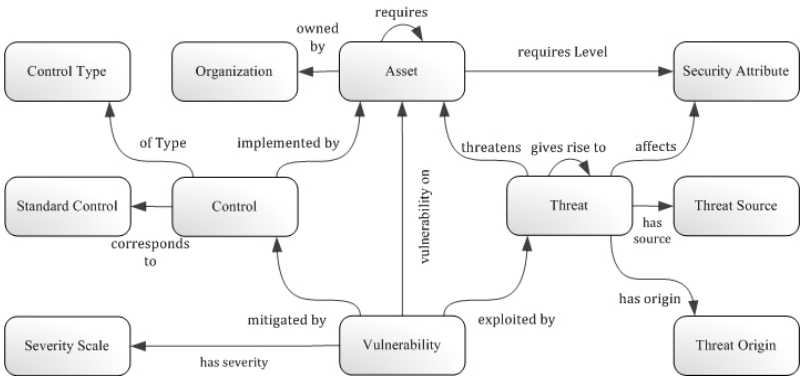 requires
owned
by
requires Level
Control Type
Organization
Asset
Security Attribute
of Type
implemented by
threatens
gives rise to
affects
vulnerability on
Standard Control
Control
Threat
Threat Source
corresponds
to
has
source
mitigated by
exploited by
has origin
Severity Scale
has severity
Vulnerability
Threat Origin